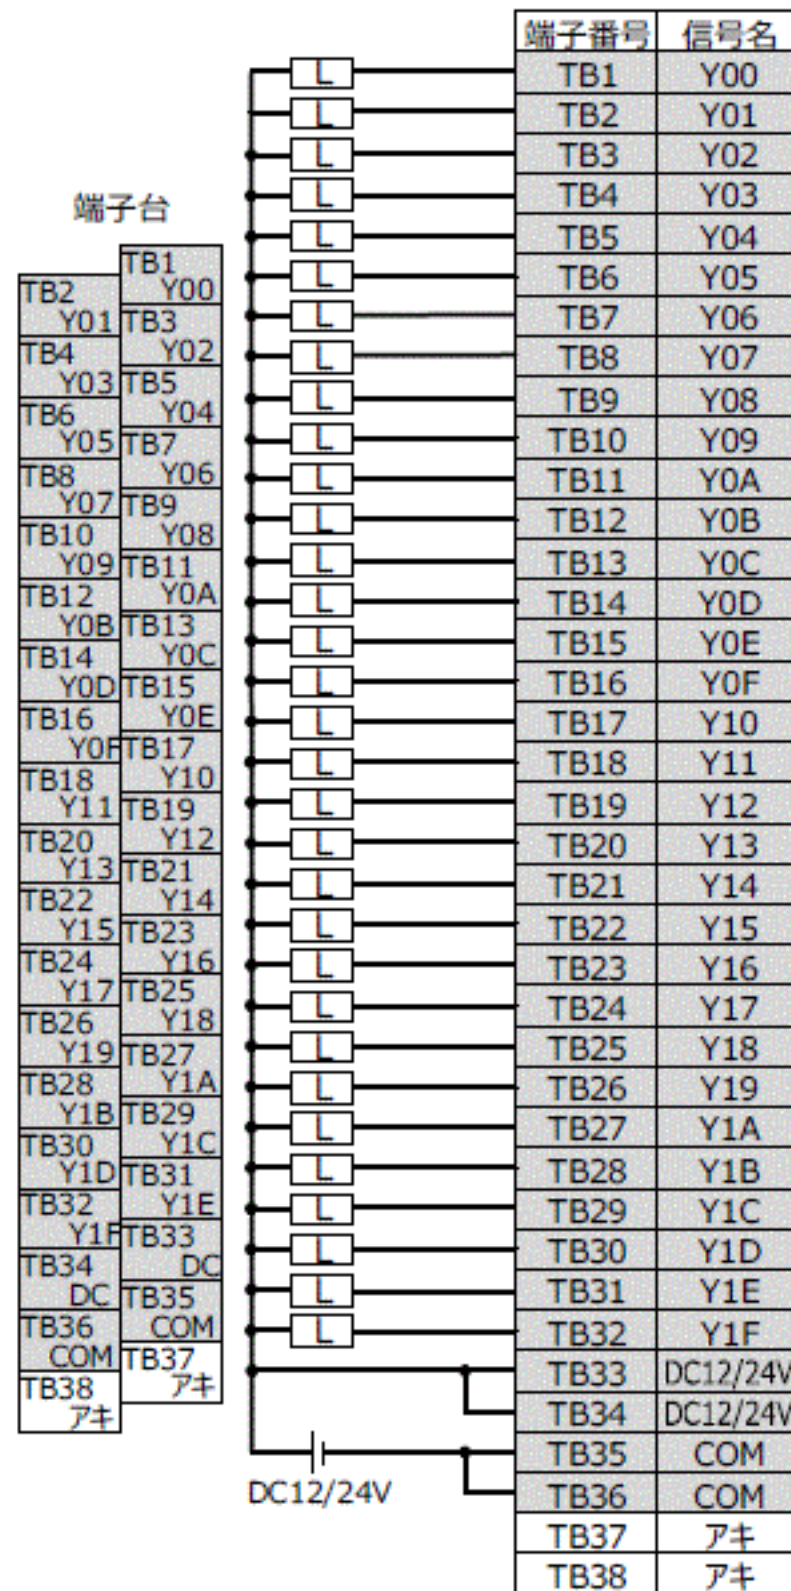 端子台
TB1
Y00
TB2
Y01
TB3
Y02
TB4
Y03
TB5
Y04
TB6
Y05
TB7
Y06
TB8
Y07
TB9
Y08
TB10
Y09
TB11
Y0A
TB12
Y0B
TB13
Y0C
TB14
Y0D
TB15
Y0E
TB16
Y0F
TB17
Y10
TB18
Y11
TB19
Y12
TB20
Y13
TB21
Y14
TB22
Y15
TB23
Y16
TB24
Y17
TB25
Y18
TB26
Y19
TB27
Y1A
TB28
Y1B
TB29
Y1C
TB30
Y1D
TB31
Y1E
TB32
Y1F
TB33
DC
TB34
DC
TB35
COM
TB36
COM
TB37
アキ
TB38
アキ
端子番号 信号名
L TB1 Y00
L TB2 Y01
L TB3 Y02
L TB4 Y03
L TB5 Y04
L TB6 Y05
L TB7 Y06
L TB8 Y07
L TB9 Y08
L TB10 Y09
L TB11 Y0A
L TB12 Y0B
L TB13 Y0C
L TB14 Y0D
L TB15 Y0E
L TB16 Y0F
L TB17 Y10
L TB18 Y11
L TB19 Y12
L TB20 Y13
L TB21 Y14
L TB22 Y15
L TB23 Y16
L TB24 Y17
L TB25 Y18
L TB26 Y19
L TB27 Y1A
L TB28 Y1B
L TB29 Y1C
L TB30 Y1D
L TB31 Y1E
L TB32 Y1F
TB33 DC12/24V
TB34 DC12/24V
TB35 COM
DC12/24V
TB36 COM
TB37 アキ
TB38 アキ